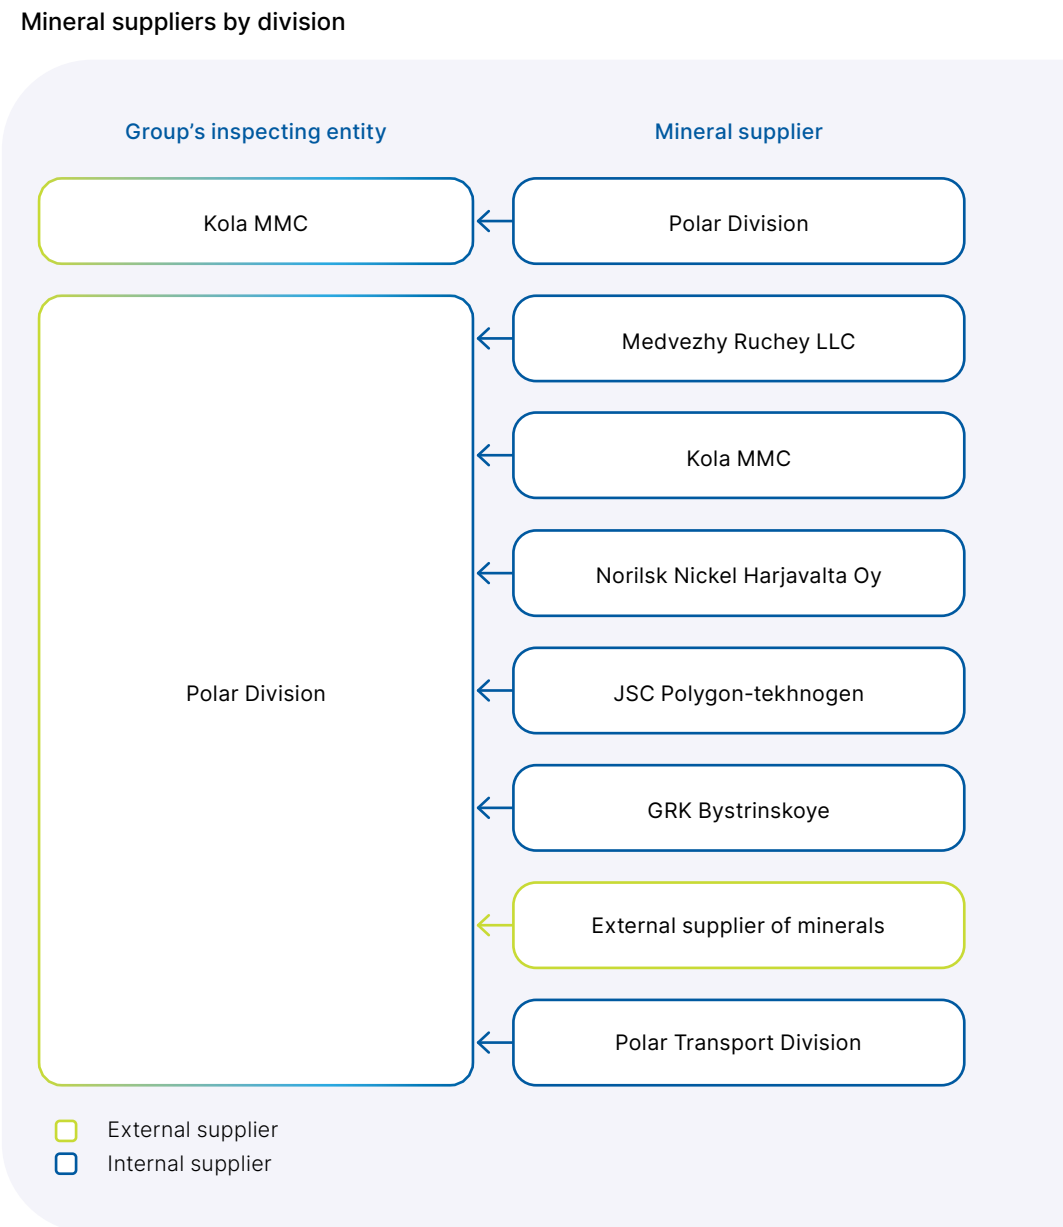 Mineral suppliers by division
Group’s inspecting entity
Mineral supplier
Kola MMC
Polar Division
Polar Division
Medvezhy Ruchey LLC
Kola MMC
Norilsk Nickel Harjavalta Oy
JSC Polygon-tekhnogen
GRK Bystrinskoye
External supplier of minerals
Polar Transport Division
External supplier
Internal supplier